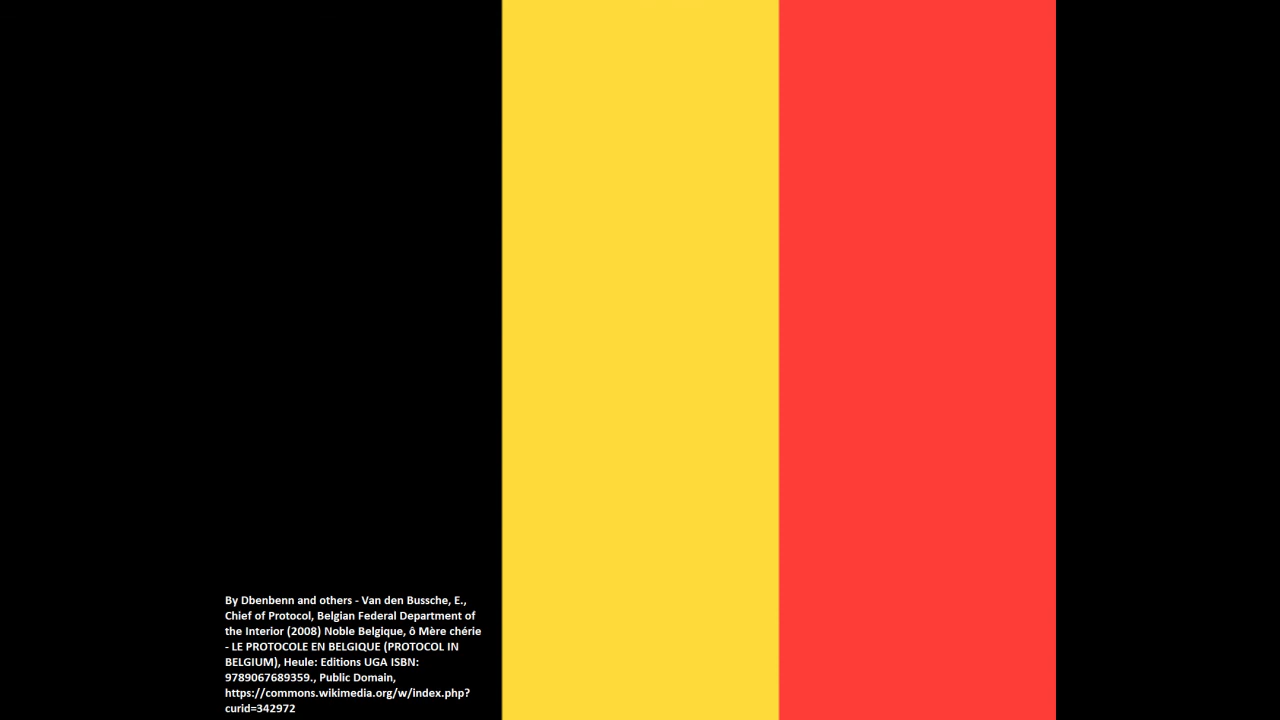 By Dbenbenn and others - Van den Bussche, E.,
Chief of Protocol, Belgian Federal Department of
the Interior (2008) Noble Belgique, ô Mère chérie
- LE PROTOCOLE EN BELGIQUE (PROTOCOL IN
BELGIUM), Heule: Editions UGA ISBN:
9789067689359., Public Domain,
https://commons.wikimedia.org/w/index.php?
curid=342972